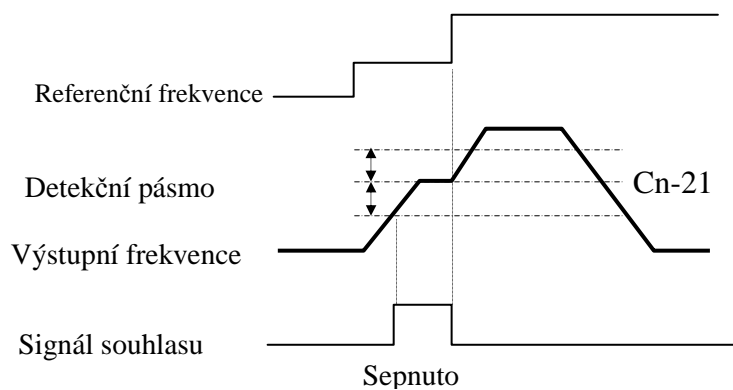 Referenční frekvence
Detekční pásmo
Cn-21
Výstupní frekvence
Signál souhlasu
Sepnuto